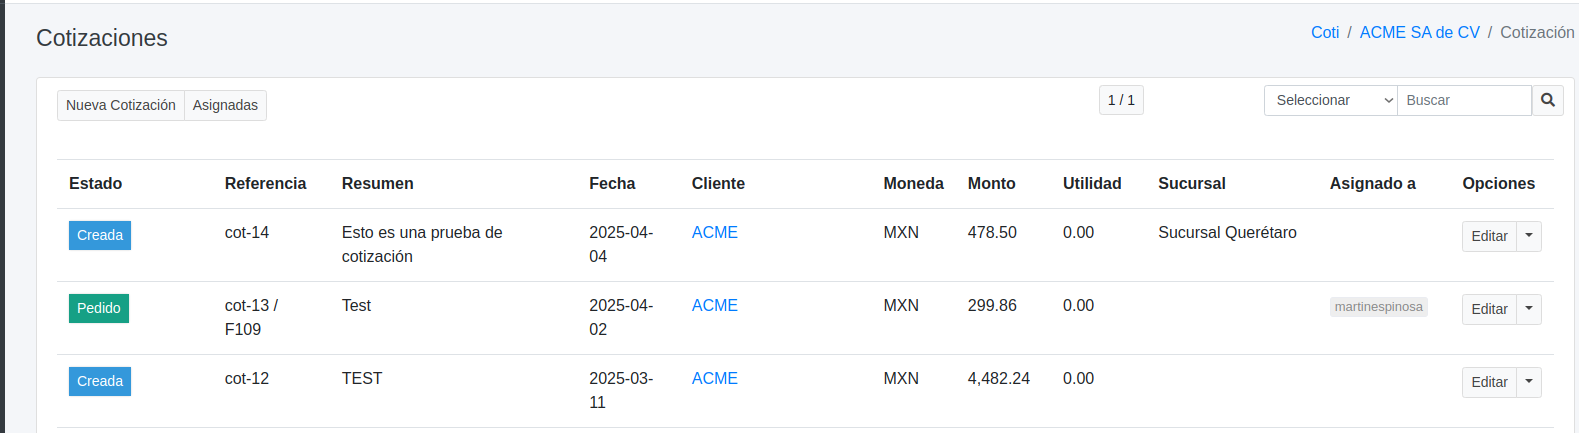 Cotizaciones
Coti / ACME SA de CV / Cotización
Nueva Cotización Asignadas 1 / 1 Seleccionar Buscar
Estado Referencia Resumen Fecha Cliente Moneda Monto Utilidad Sucursal Asignado a Opciones
Creada cot-14 Esto es una prueba de 2025-04- ACME MXN 478.50 0.00 Sucursal Querétaro Editar
cotización 04
Pedido cot-13 / Test 2025-04- ACME MXN 299.86 0.00 martinespinosa Editar
F109 02
Creada cot-12 TEST 2025-03- ACME MXN 4,482.24 0.00 Editar
11